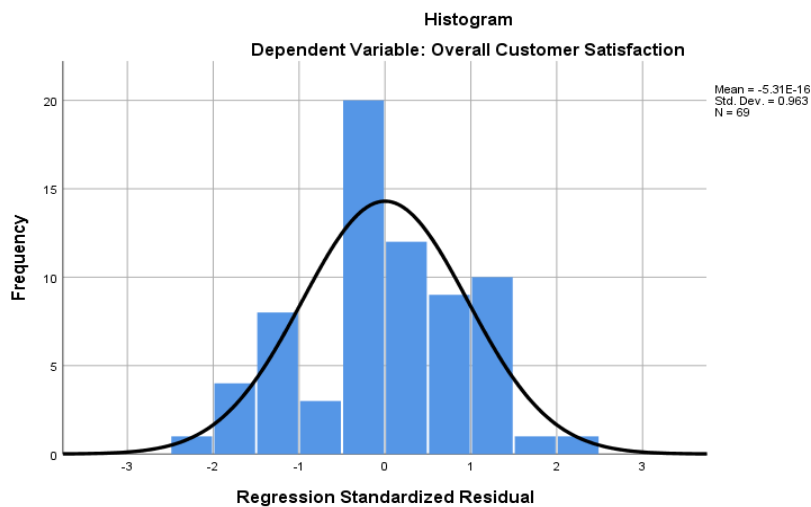 Histogram
Dependent Variable: Overall Customer Satisfaction
Mean = -5.31E-16
Std. Dev. = 0.963
N = 69
20
15
10
5
0
Frequency
-3 -2 -1 0 1 2 3
Regression Standardized Residual